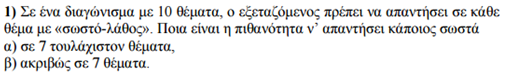 1) Σε ένα διαγώνισμα με 10 θέματα, ο εξεταζόμενος πρέπει να απαντήσει σε κάθε
θέμα με «σωστό-λάθος». Ποια είναι η πιθανότητα ν’ απαντήσει κάποιος σωστά
α) σε 7 τουλάχιστον θέματα,
β) ακριβώς σε 7 θέματα.